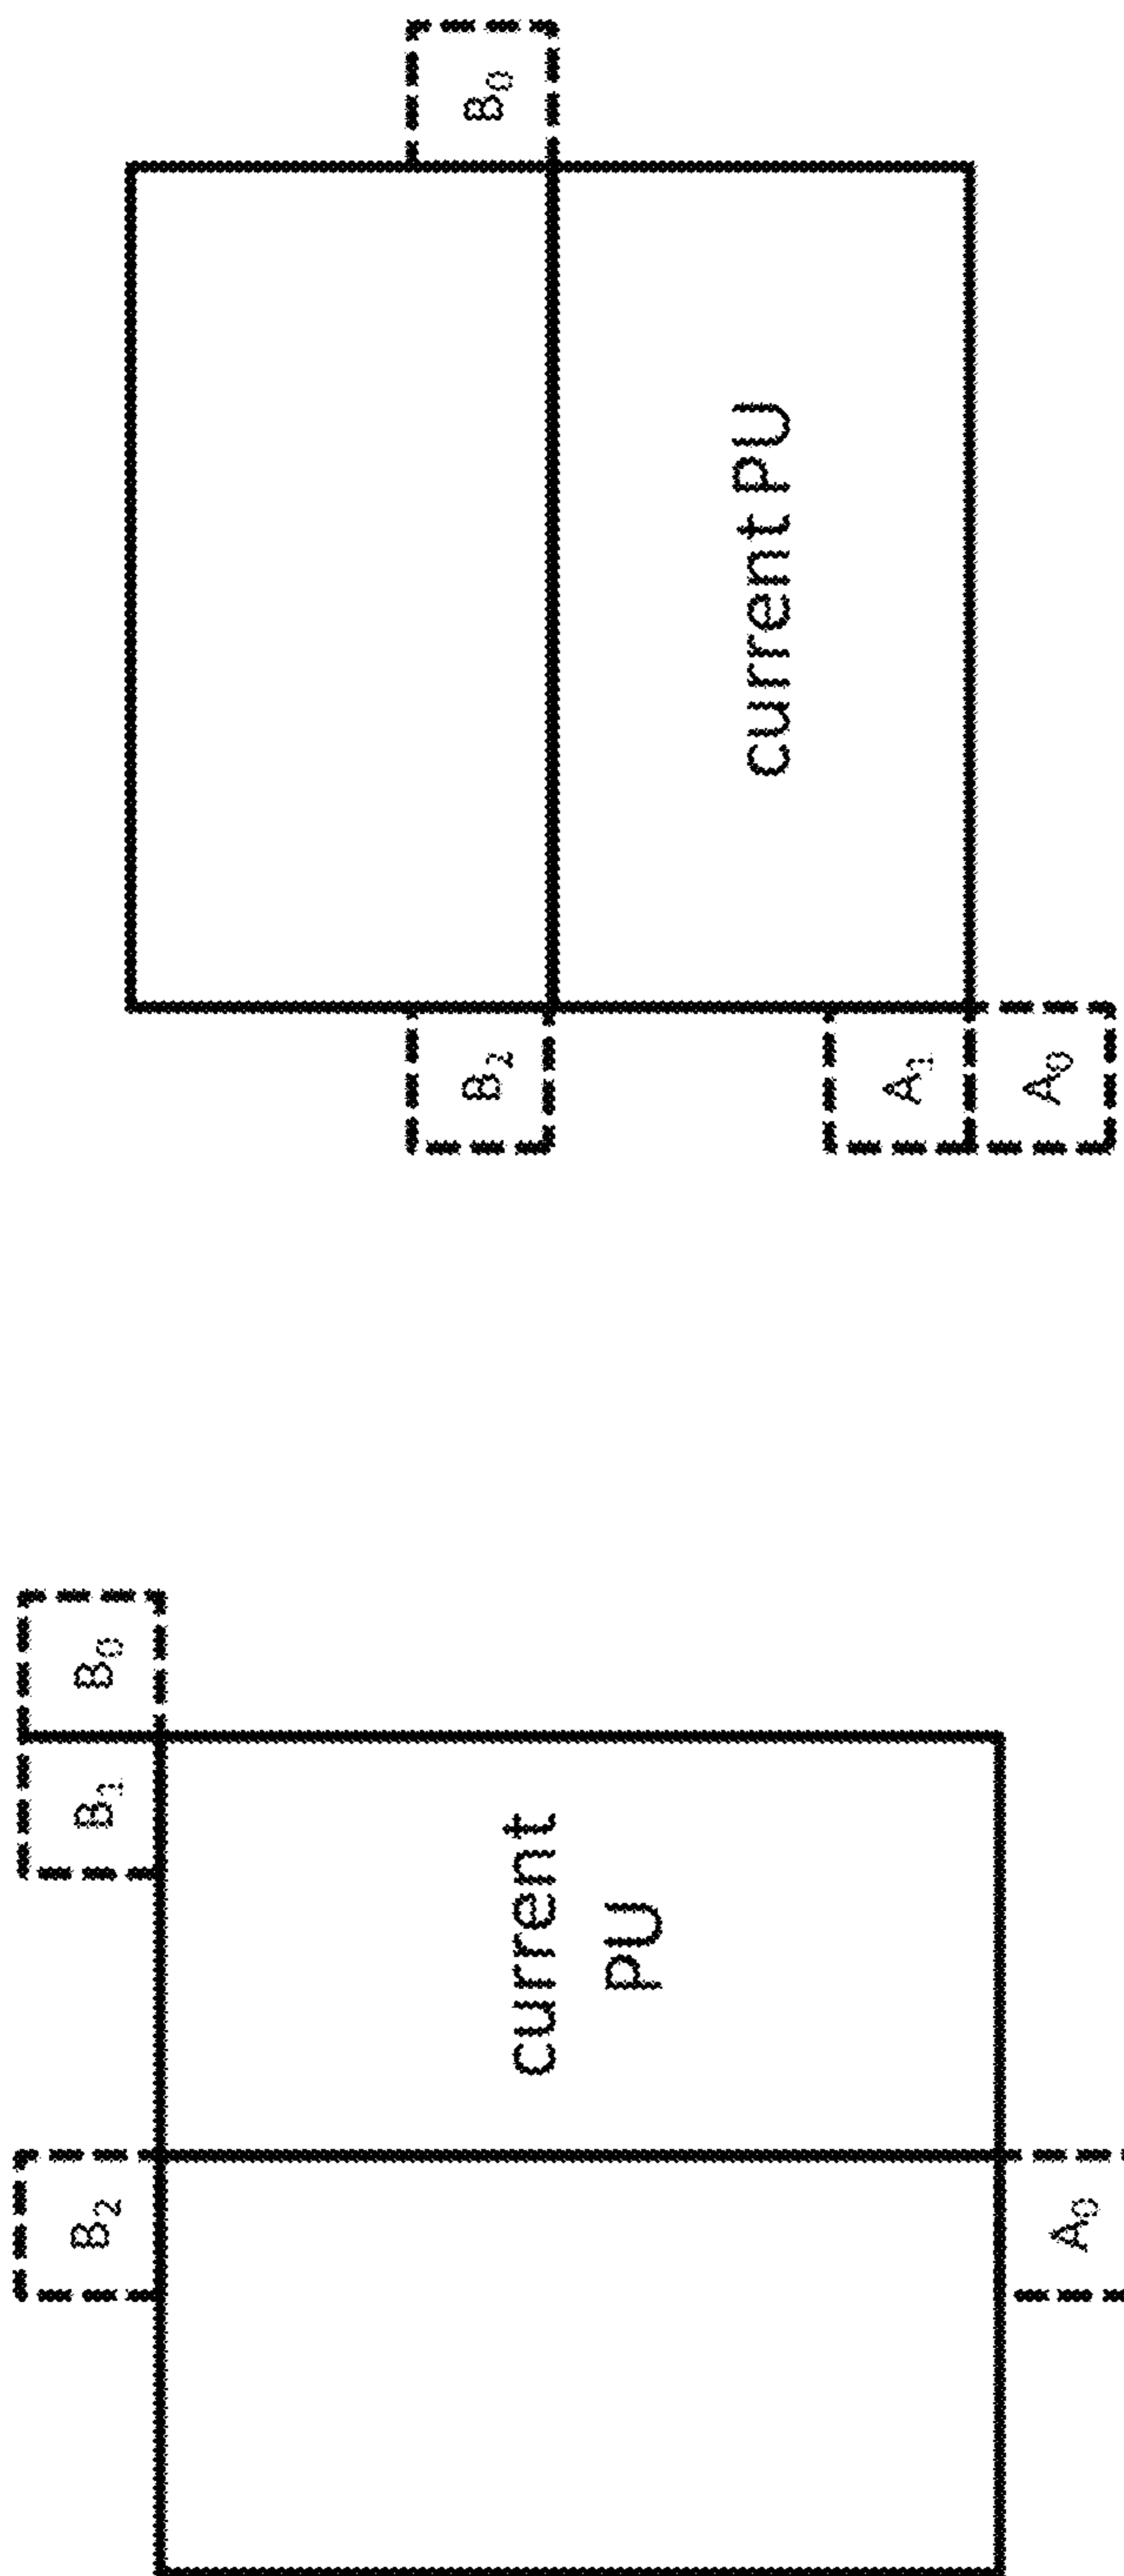 B₂ B₁ B₀
current
PU
A₀
B₂ B₀
current PU
A₁
A₀